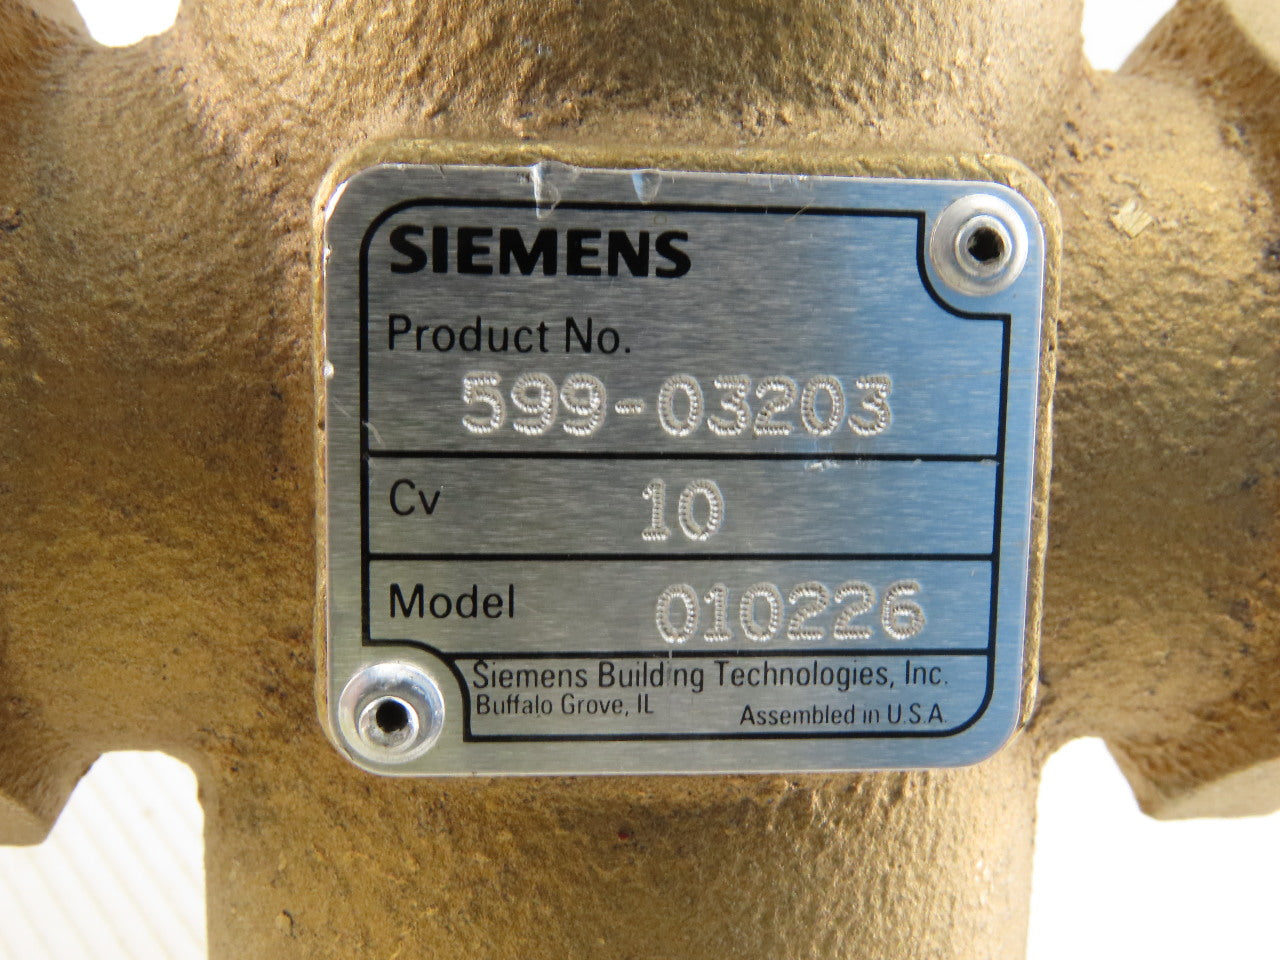 SIEMENS
Product No.
599-03203
Cv 10
Model 010226
Siemens Building Technologies, Inc.
Buffalo Grove, IL Assembled in U.S.A.